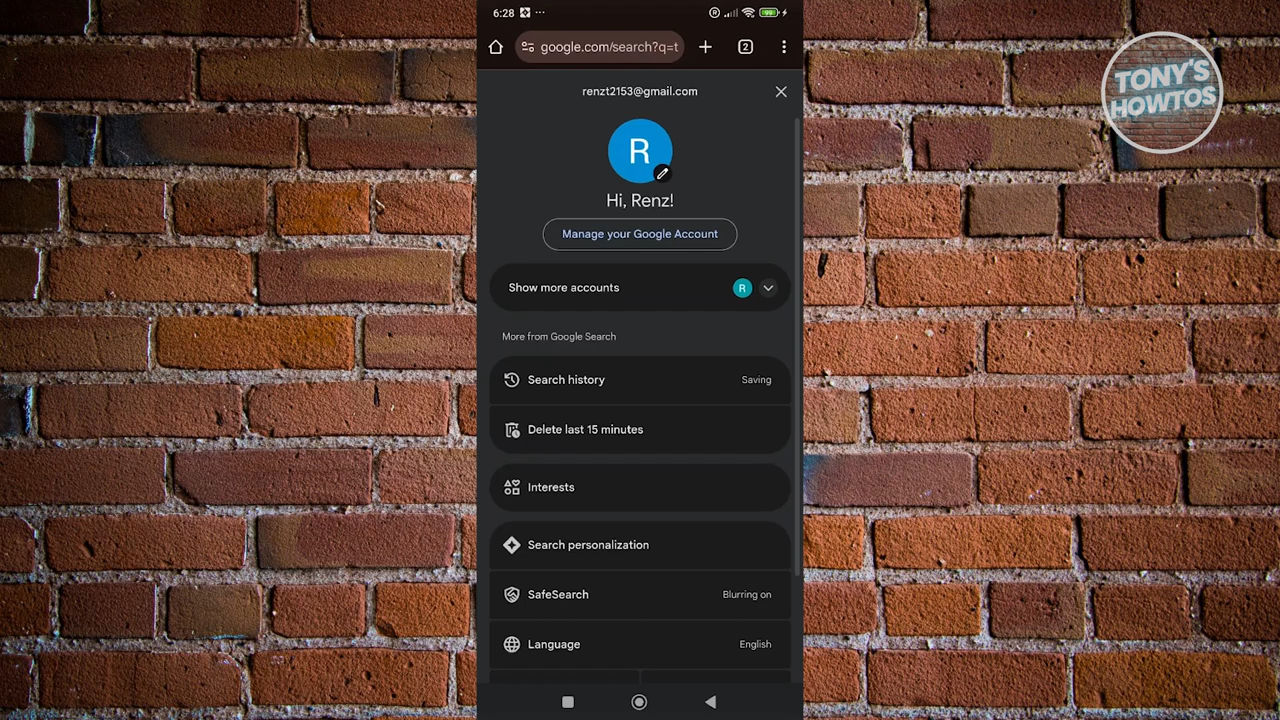 6:28
99
google.com/search?q=t
2
renzt2153@gmail.com
R
Hi, Renz!
Manage your Google Account
Show more accounts
R
More from Google Search
Search history
Saving
Delete last 15 minutes
Interests
Search personalization
SafeSearch
Blurring on
Language
English
TONY'S
HOWTOS